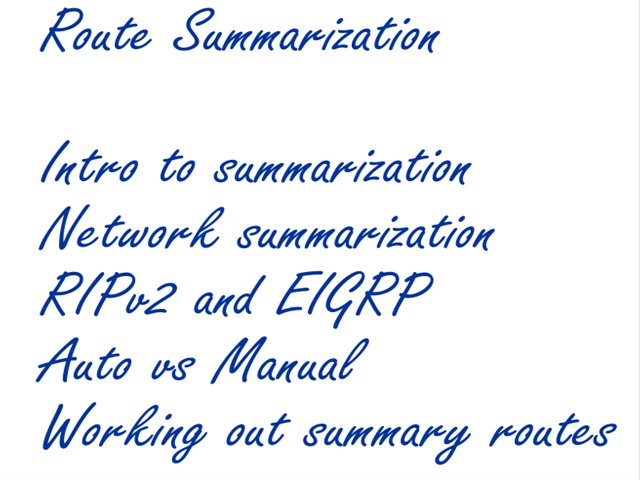 Route Summarization
Intro to summarization
Network summarization
RIPv2 and EIGRP
Auto vs Manual
Working out summary routes